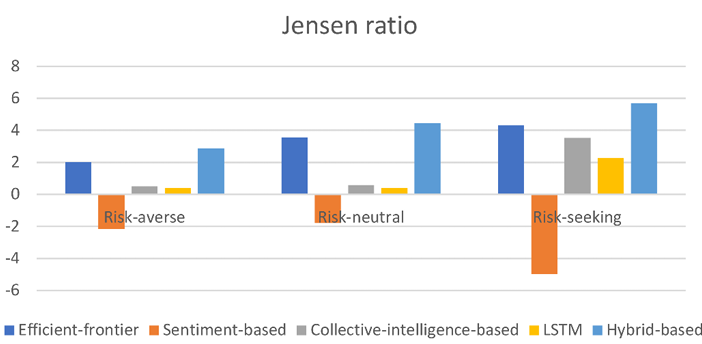 Jensen ratio
8
6
4
2
0
-2
-4
-6
Risk-averse Risk-neutral Risk-seeking
Efficient-frontier Sentiment-based Collective-intelligence-based LSTM Hybrid-based